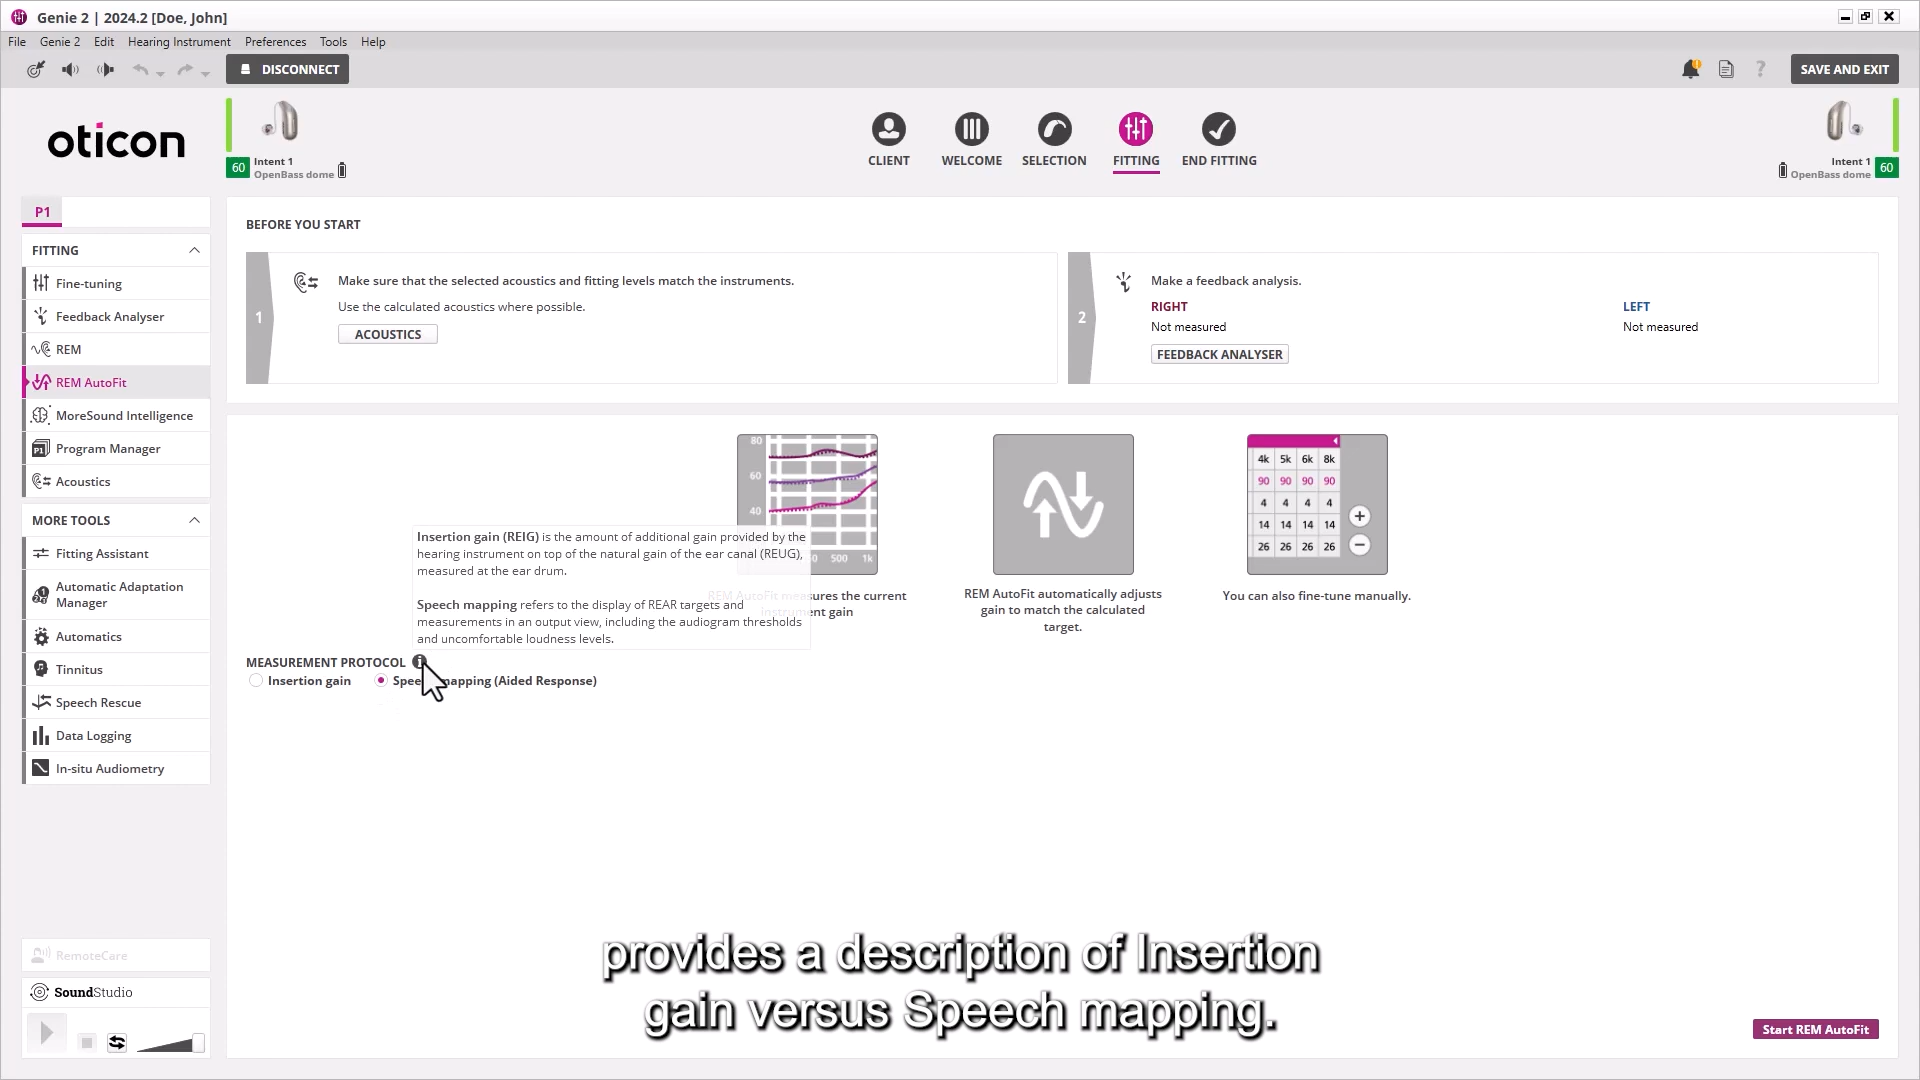 Genie 2 | 2024.2 [Doe, John]
File Genie 2 Edit Hearing Instrument Preferences Tools Help
DISCONNECT
SAVE AND EXIT
oticon
60
Intent 1
OpenBass dome
CLIENT
WELCOME
SELECTION
FITTING
END FITTING
Intent 1
OpenBass dome
60
P1
FITTING
Fine-tuning
Feedback Analyser
REM
REM AutoFit
MoreSound Intelligence
Program Manager
Acoustics
MORE TOOLS
Fitting Assistant
Automatic Adaptation
Manager
Automatics
Tinnitus
Speech Rescue
Data Logging
In-situ Audiometry
RemoteCare
SoundStudio
BEFORE YOU START
1
Make sure that the selected acoustics and fitting levels match the instruments.
Use the calculated acoustics where possible.
ACOUSTICS
2
Make a feedback analysis.
RIGHT
Not measured
FEEDBACK ANALYSER
LEFT
Not measured
80
60
40
500 1k
REM AutoFit measures the current
instrument gain
REM AutoFit automatically adjusts
gain to match the calculated
target.
4k 5k 6k 8k
90 90 90 90
4 4 4 4
14 14 14 14
26 26 26 26
You can also fine-tune manually.
Insertion gain (REIG) is the amount of additional gain provided by the
hearing instrument on top of the natural gain of the ear canal (REUG),
measured at the ear drum.
Speech mapping refers to the display of REAR targets and
measurements in an output view, including the audiogram thresholds
and uncomfortable loudness levels.
MEASUREMENT PROTOCOL
Insertion gain
(Aided Response)
provides a description of Insertion
gain versus Speech mapping.
Start REM AutoFit